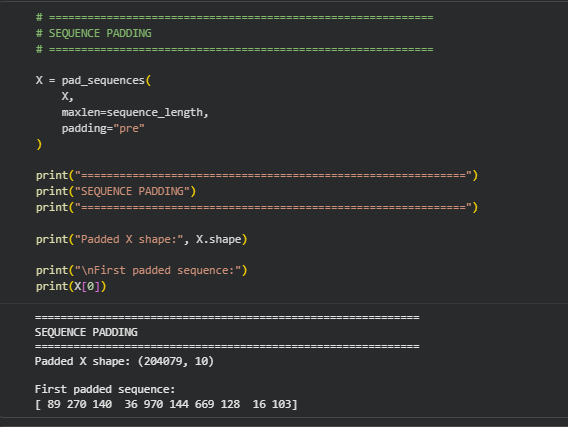 # ============================================================
# SEQUENCE PADDING
# ============================================================
X = pad_sequences(
X,
maxlen=sequence_length,
padding="pre"
)
print("============================================================")
print("SEQUENCE PADDING")
print("============================================================")
print("Padded X shape:", X.shape)
print("\nFirst padded sequence:")
print(X[0])
============================================================
SEQUENCE PADDING
============================================================
Padded X shape: (204079, 10)
First padded sequence:
[ 89 270 140  36 970 144 669 128  16 103]